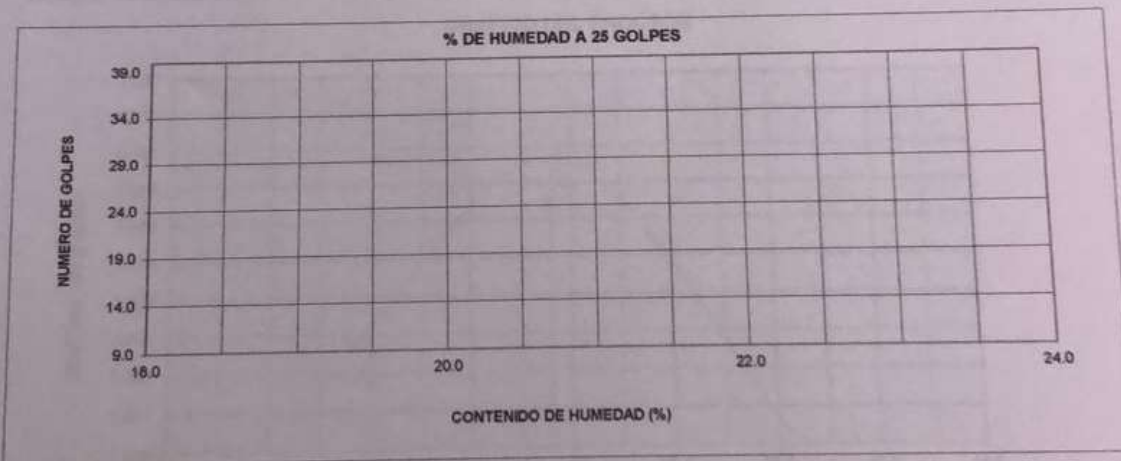 % DE HUMEDAD A 25 GOLPES
NUMERO DE GOLPES
39.0
34.0
29.0
24.0
19.0
14.0
9.0
18.0 20.0 22.0 24.0
CONTENIDO DE HUMEDAD (%)